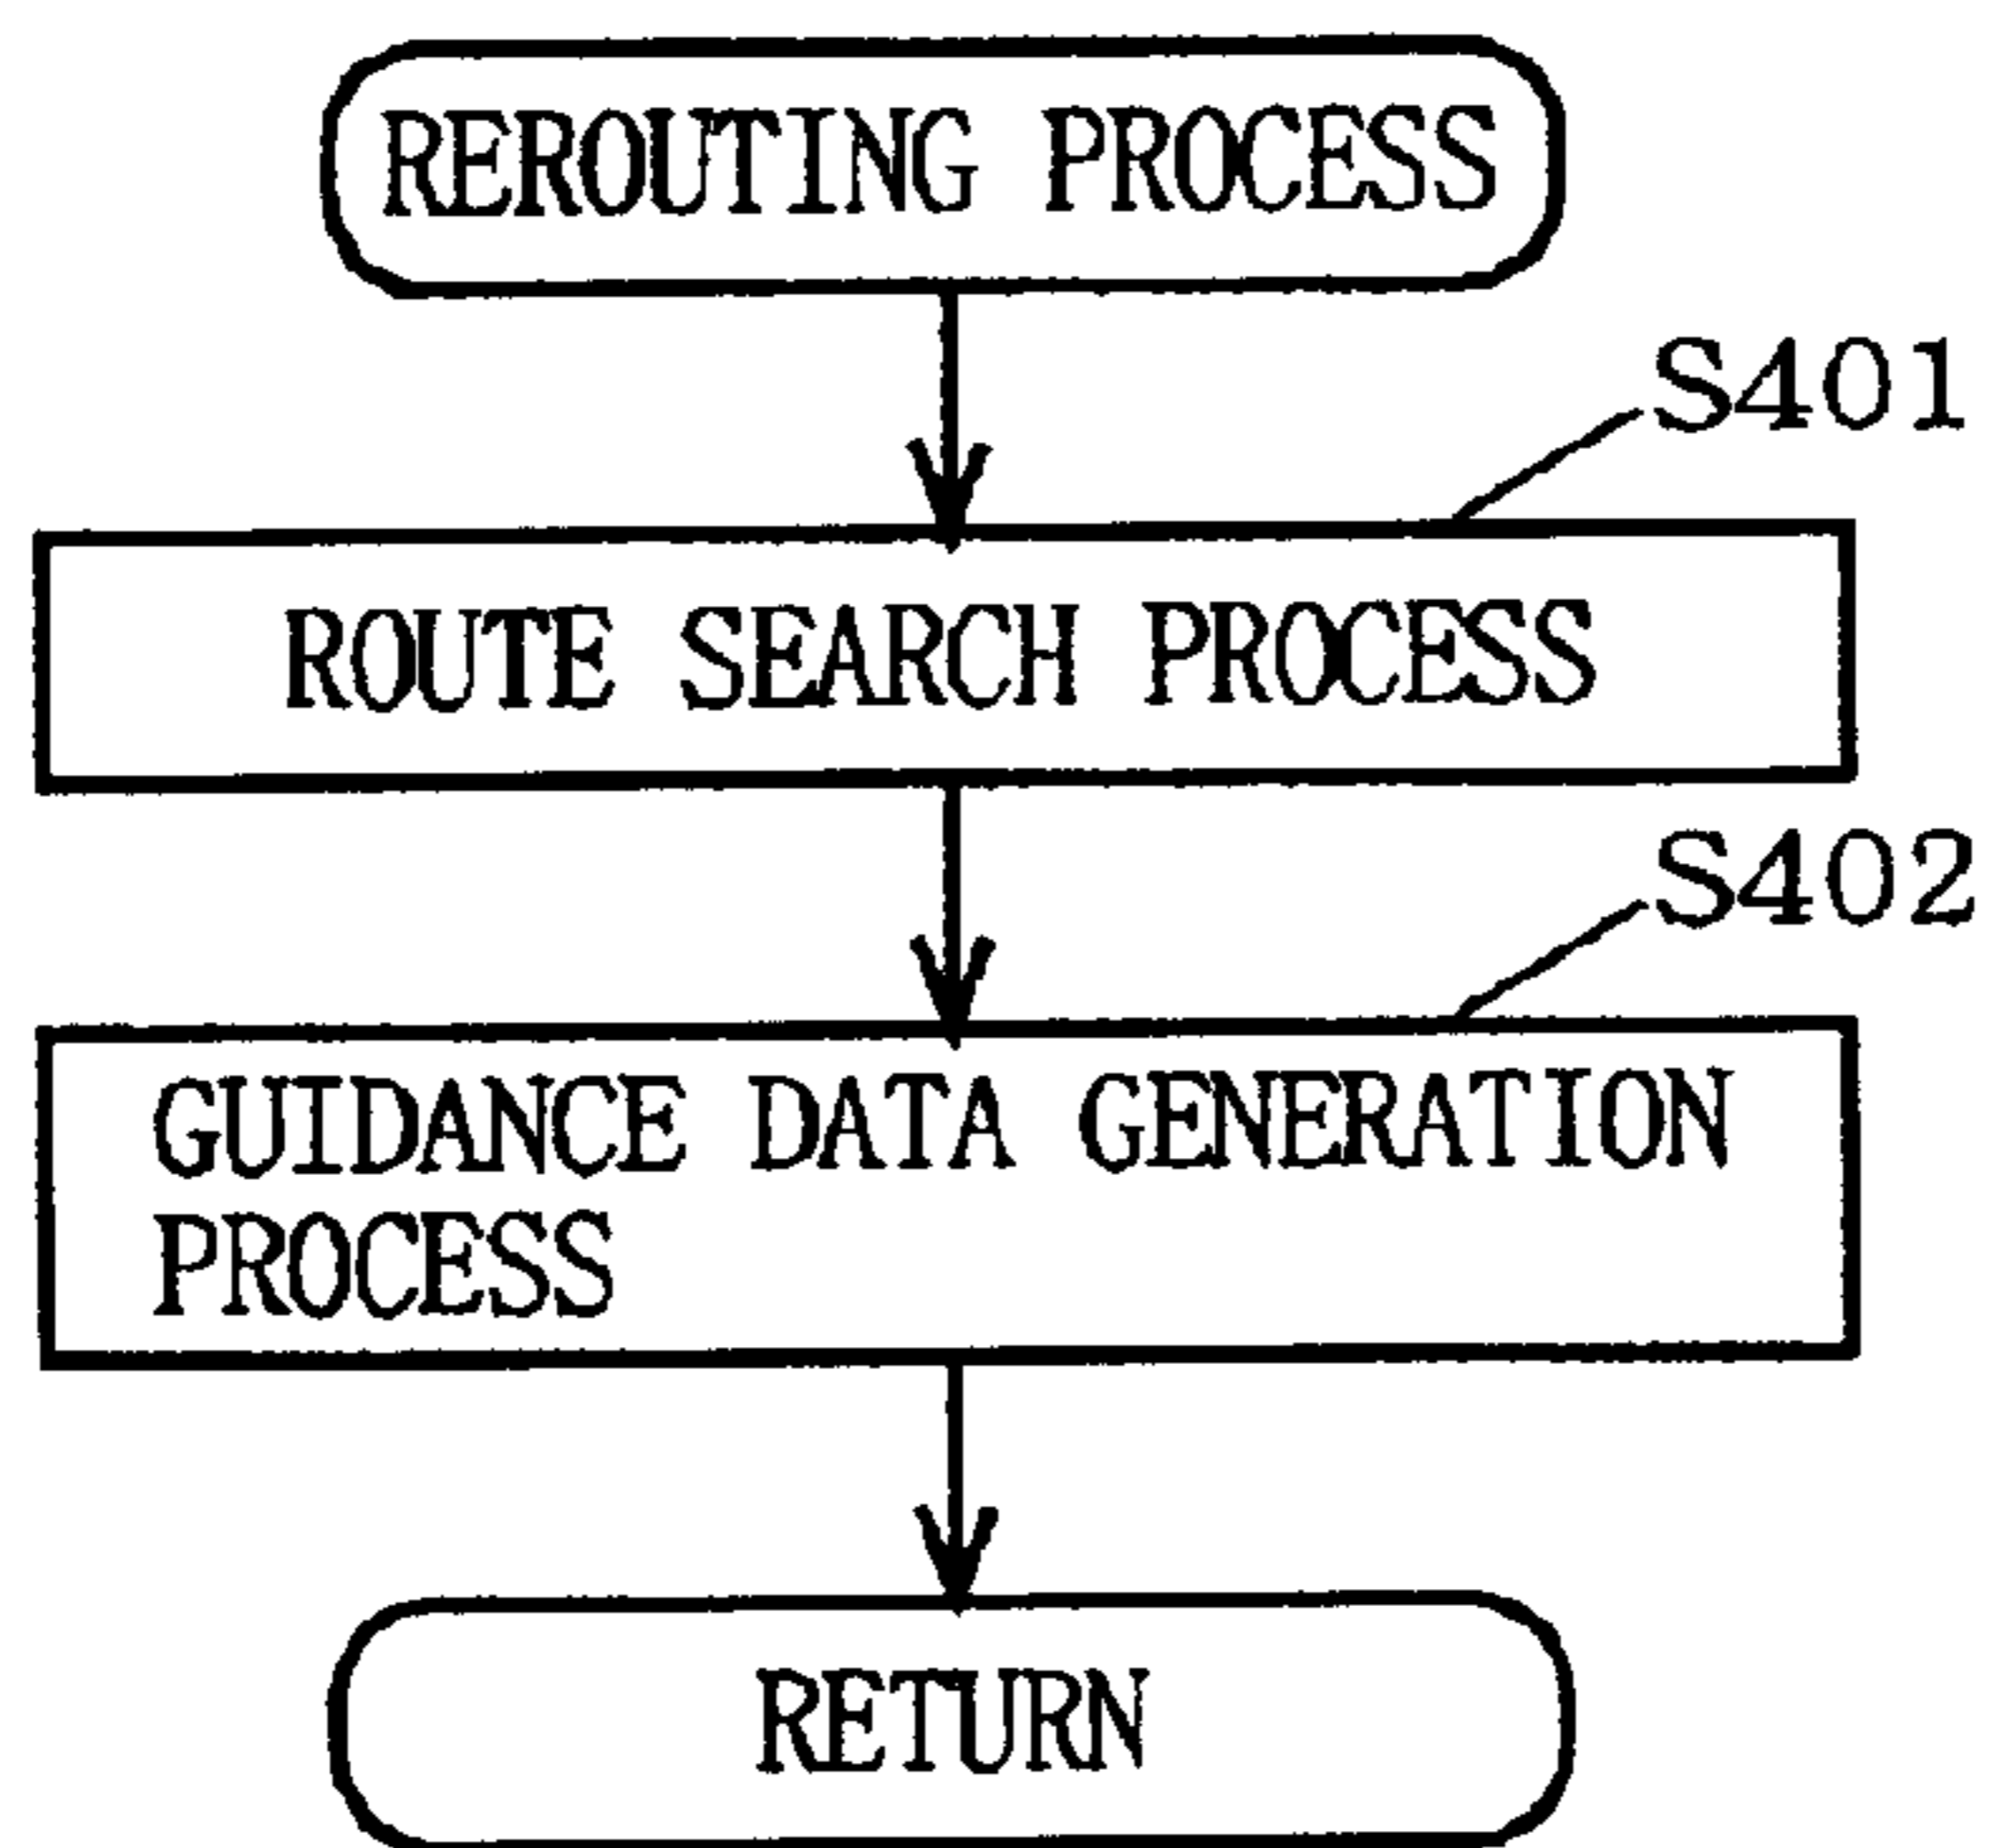 REROUTING PROCESS
S401
ROUTE SEARCH PROCESS
S402
GUIDANCE DATA GENERATION
PROCESS
RETURN